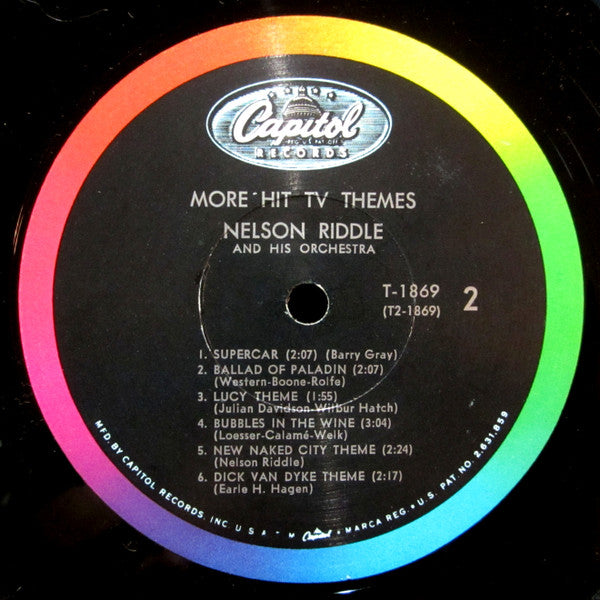 Capitol
REG. U.S. PAT. OFF.
RECORDS
MORE HIT TV THEMES
NELSON RIDDLE
AND HIS ORCHESTRA
T-1869 2
(T2-1869)
1. SUPERCAR (2:07) (Barry Gray)
2. BALLAD OF PALADIN (2:07)
(Western-Boone-Rolfe)
3. LUCY THEME (1:55)
(Julian Davidson-Wilbur Hatch)
4. BUBBLES IN THE WINE (3:04)
(Loesser-Calamé-Welk)
5. NEW NAKED CITY THEME (2:24)
(Nelson Riddle)
6. DICK VAN DYKE THEME (2:17)
(Earle H. Hagen)
MFD. BY CAPITOL RECORDS, INC. U S A • M Capitol MARCA REG. • U.S. PAT. NO. 2,631,859